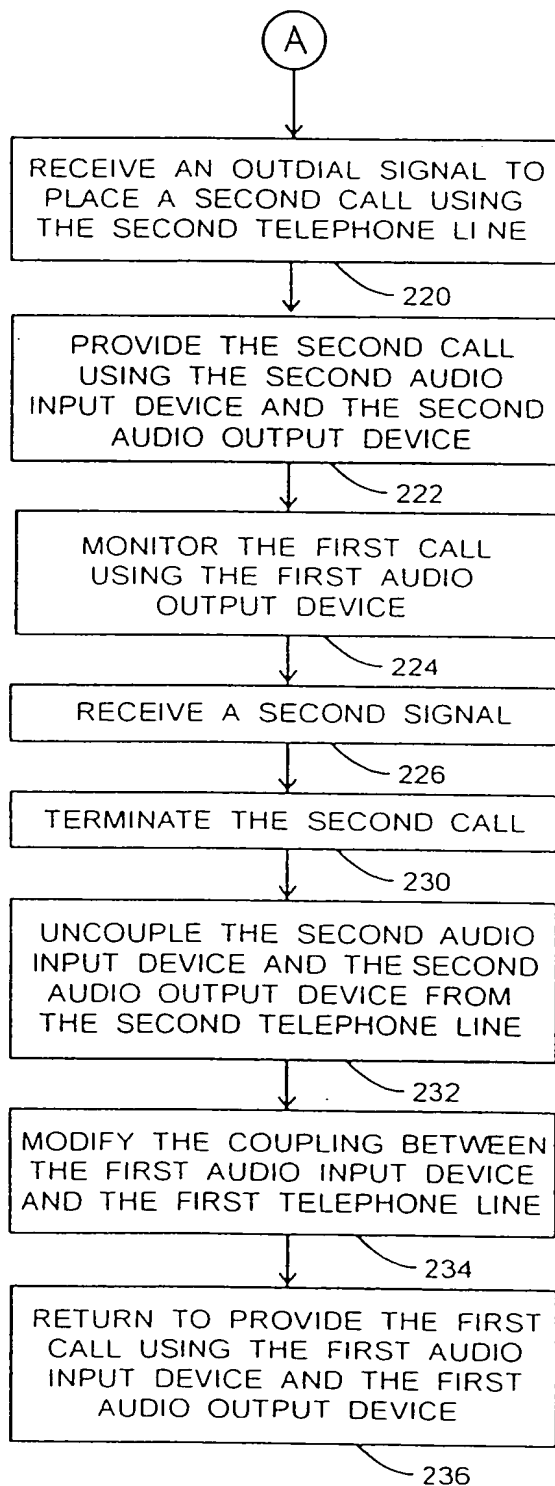 A
RECEIVE AN OUTDIAL SIGNAL TO
PLACE A SECOND CALL USING
THE SECOND TELEPHONE LINE
220
PROVIDE THE SECOND CALL
USING THE SECOND AUDIO
INPUT DEVICE AND THE SECOND
AUDIO OUTPUT DEVICE
222
MONITOR THE FIRST CALL
USING THE FIRST AUDIO
OUTPUT DEVICE
224
RECEIVE A SECOND SIGNAL
226
TERMINATE THE SECOND CALL
230
UNCOUPLE THE SECOND AUDIO
INPUT DEVICE AND THE SECOND
AUDIO OUTPUT DEVICE FROM
THE SECOND TELEPHONE LINE
232
MODIFY THE COUPLING BETWEEN
THE FIRST AUDIO INPUT DEVICE
AND THE FIRST TELEPHONE LINE
234
RETURN TO PROVIDE THE FIRST
CALL USING THE FIRST AUDIO
INPUT DEVICE AND THE FIRST
AUDIO OUTPUT DEVICE
236